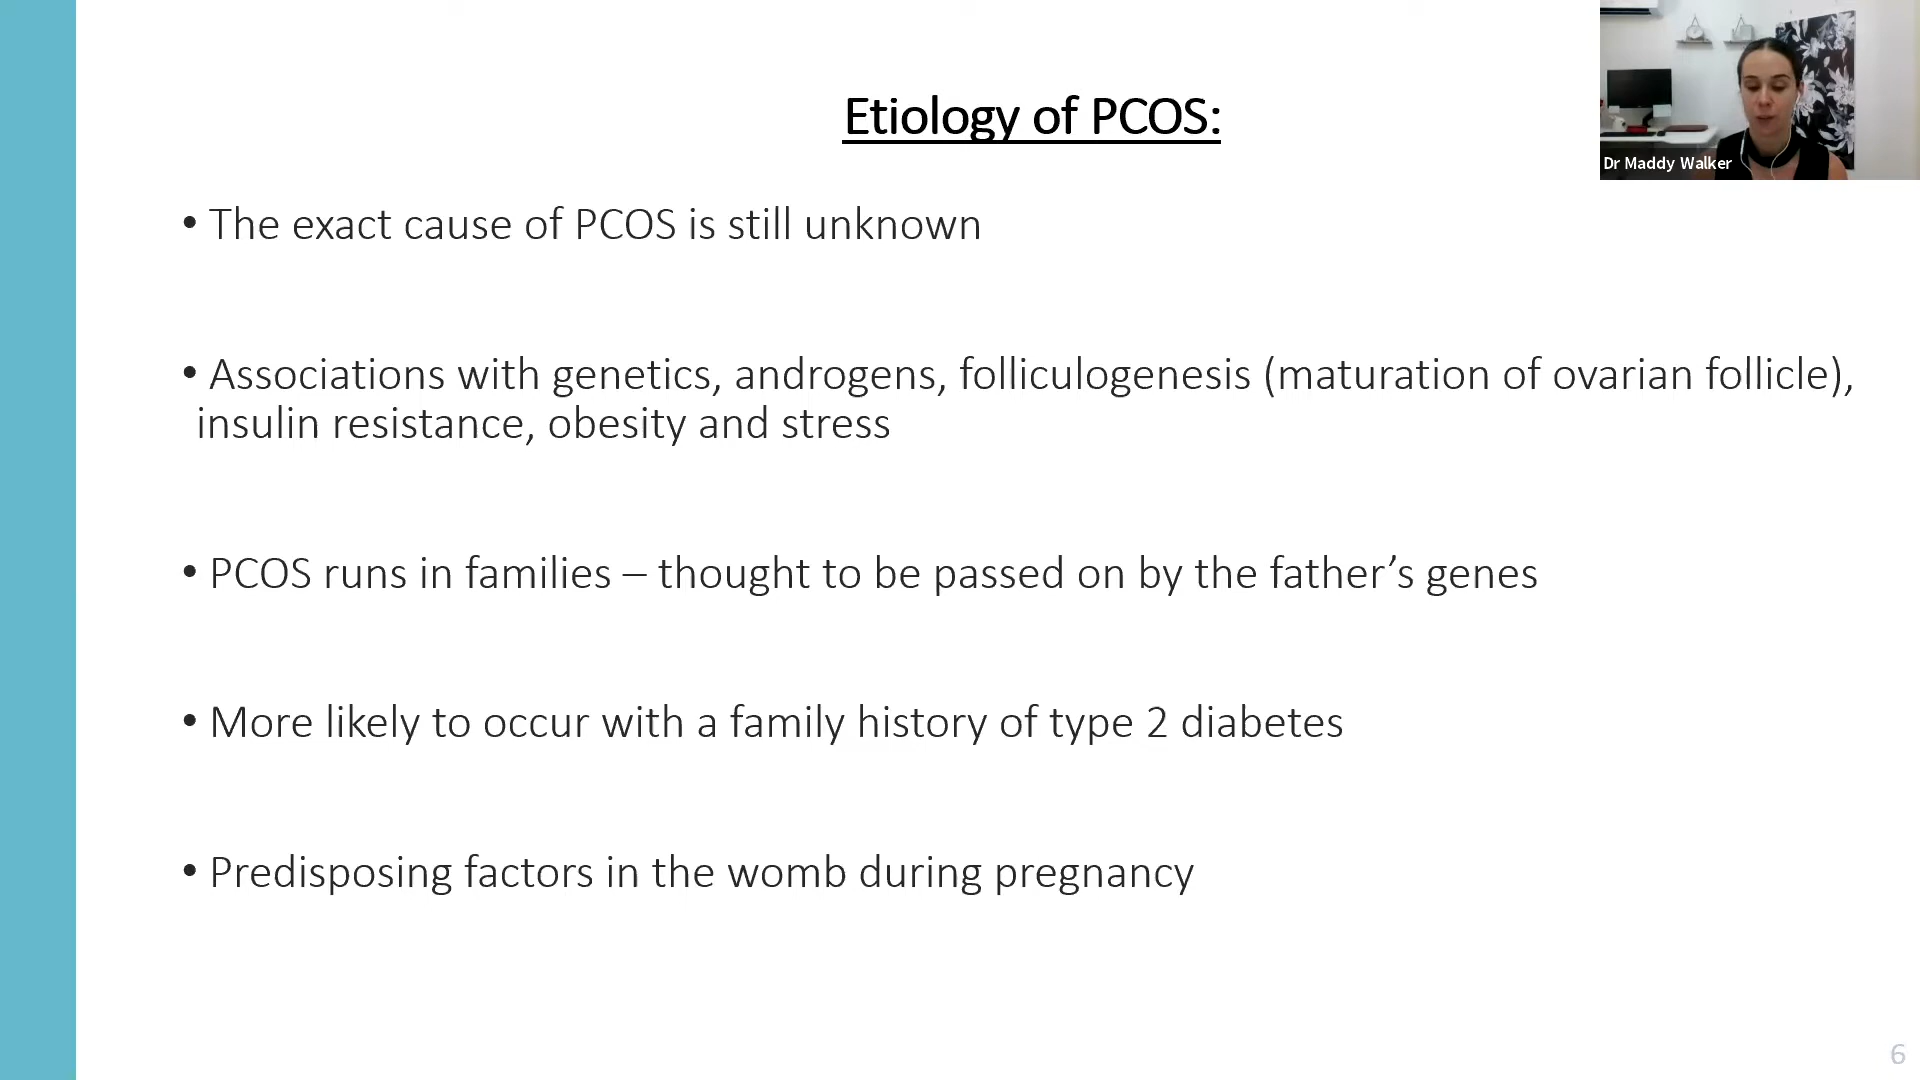 Etiology of PCOS:
Dr Maddy Walker
• The exact cause of PCOS is still unknown
• Associations with genetics, androgens, folliculogenesis (maturation of ovarian follicle),
insulin resistance, obesity and stress
• PCOS runs in families – thought to be passed on by the father’s genes
• More likely to occur with a family history of type 2 diabetes
• Predisposing factors in the womb during pregnancy
6